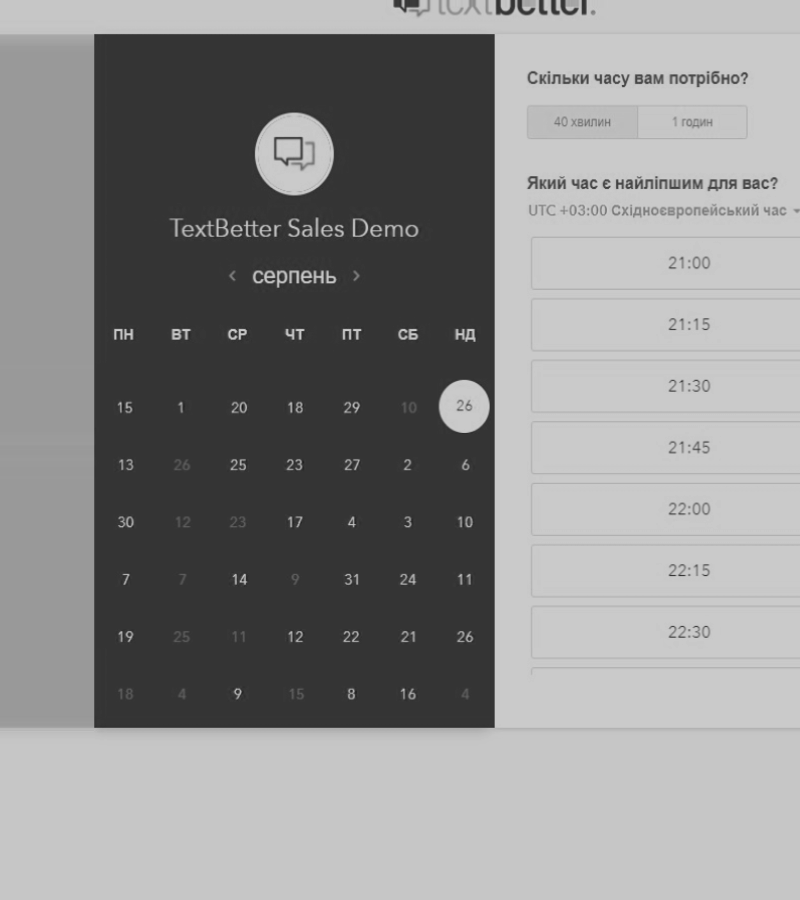 textbetter.
TextBetter Sales Demo
‹ серпень ›
ПН ВТ СР ЧТ ПТ СБ НД
15 1 20 18 29 10 26
13 26 25 23 27 2 6
30 12 23 17 4 3 10
7 7 14 9 31 24 11
19 25 11 12 22 21 26
18 4 9 15 8 16 4
Скільки часу вам потрібно?
40 хвилин 1 годин
Який час є найліпшим для вас?
UTC +03:00 Східноєвропейський час
21:00
21:15
21:30
21:45
22:00
22:15
22:30